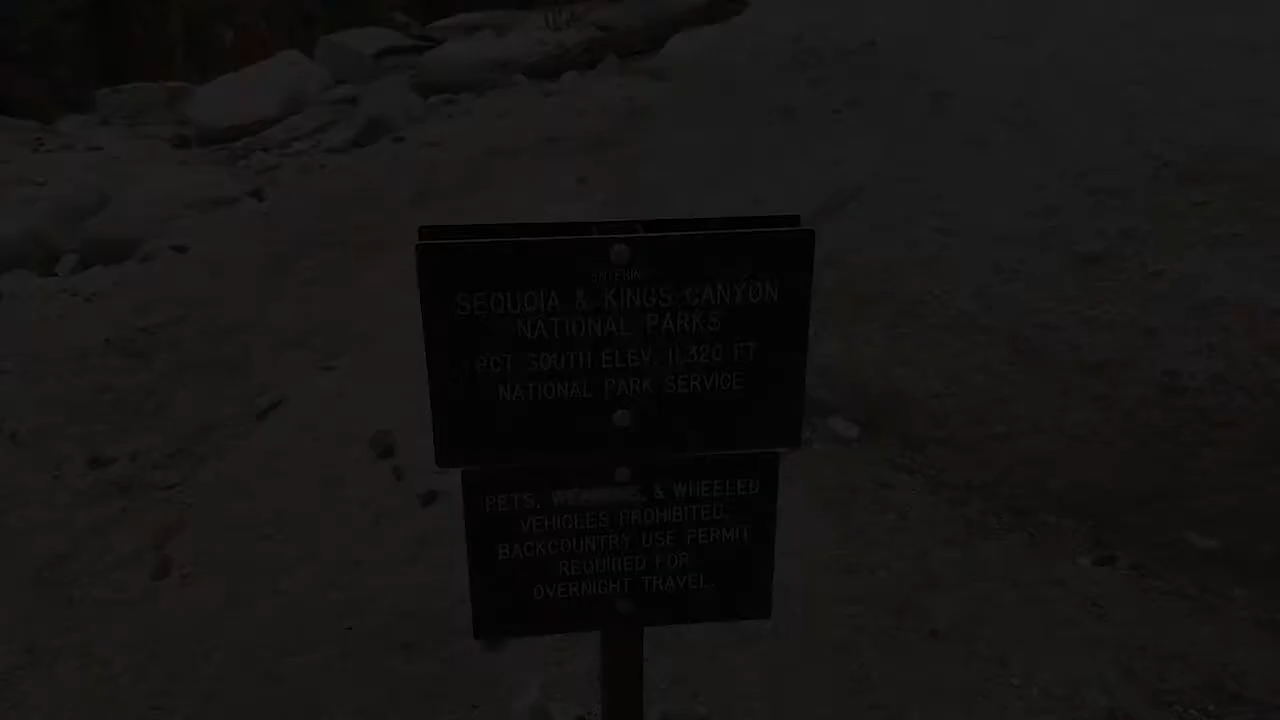 ENTERING
SEQUOIA & KINGS CANYON
NATIONAL PARKS
PCT SOUTH ELEV. 11,320 FT
NATIONAL PARK SERVICE
PETS, & WHEELED
VEHICLES PROHIBITED.
BACKCOUNTRY USE PERMIT
REQUIRED FOR
OVERNIGHT TRAVEL.